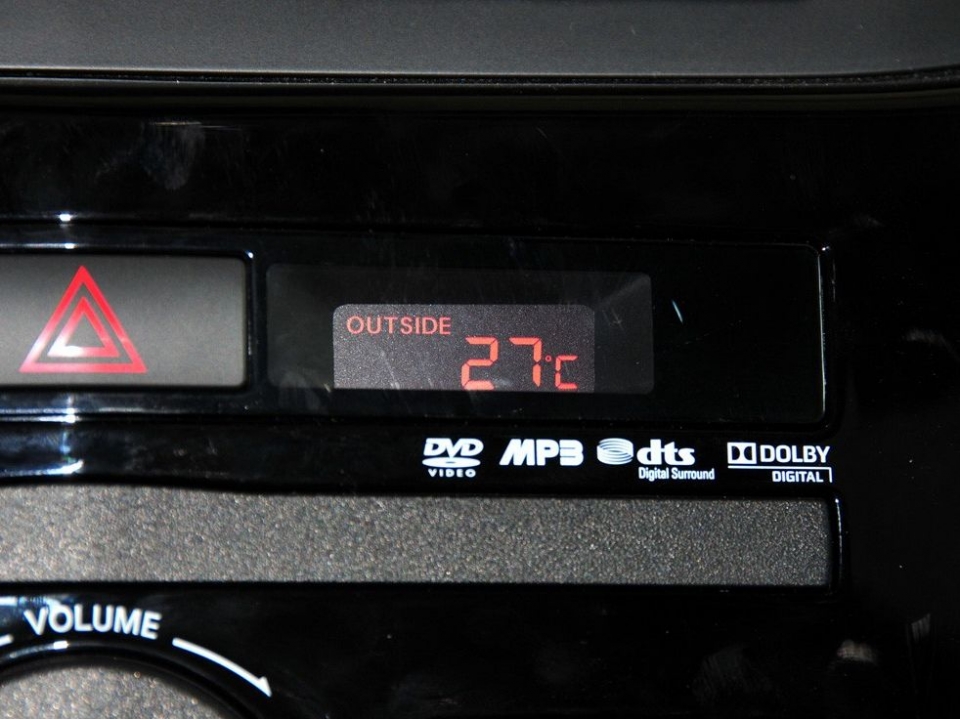 OUTSIDE
27°C
DVD VIDEO MP3 dts Digital Surround DOLBY DIGITAL
VOLUME